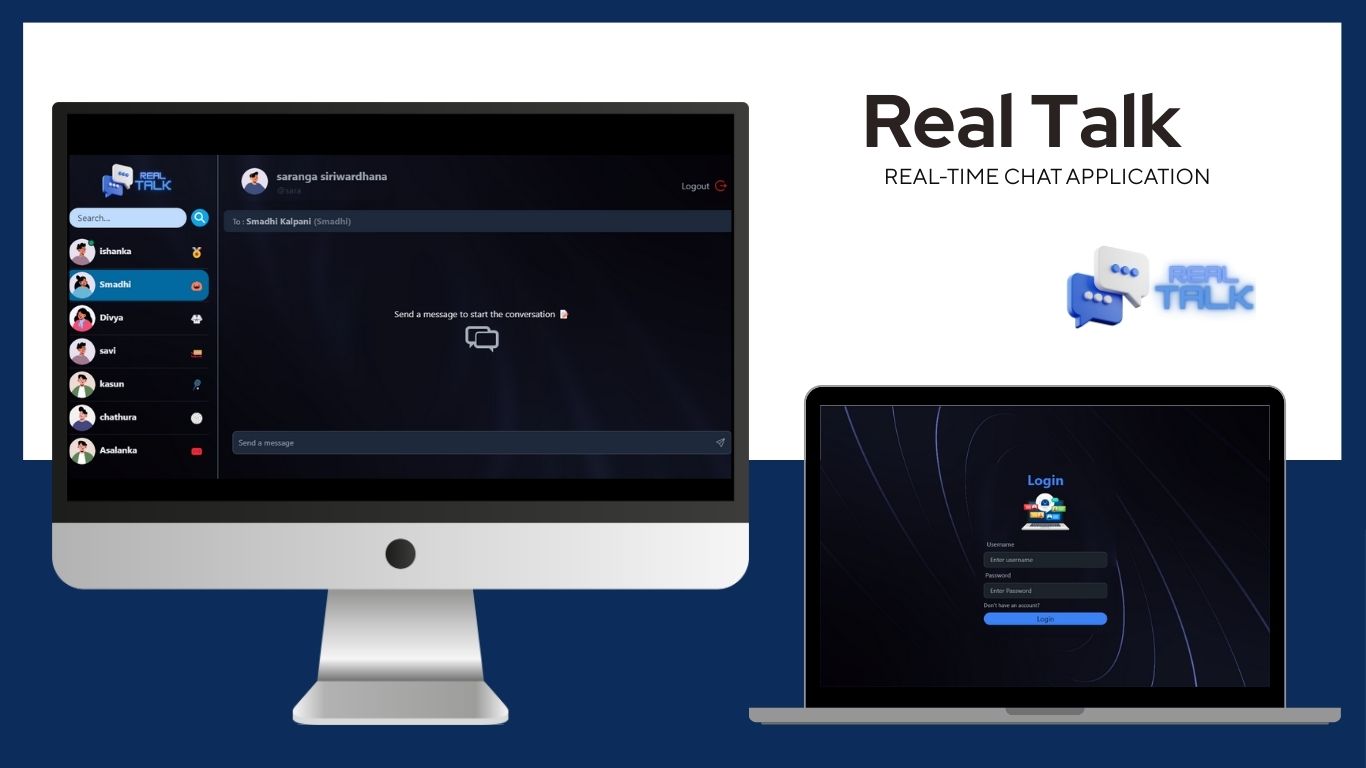 Real Talk
REAL-TIME CHAT APPLICATION
REAL
TALK
REAL
TALK
Search...
ishanka
Smadhi
Divya
savi
kasun
chathura
Asalanka
saranga siriwardhana
@sara
Logout
To : Smadhi Kalpani (Smadhi)
Send a message to start the conversation
Send a message
Login
Username
Enter username
Password
Enter Password
Don't have an account?
Login